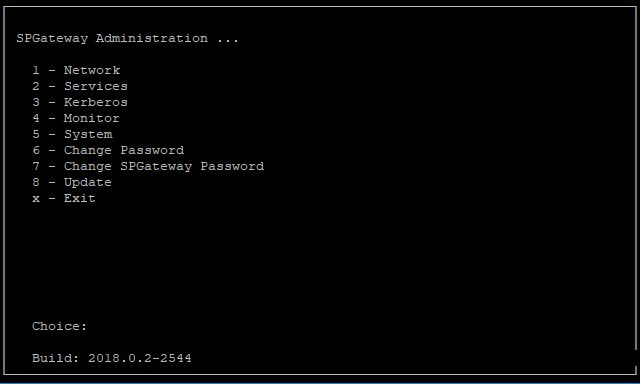 SPGateway Administration ...
1 - Network
2 - Services
3 - Kerberos
4 - Monitor
5 - System
6 - Change Password
7 - Change SPGateway Password
8 - Update
x - Exit
Choice:
Build: 2018.0.2-2544